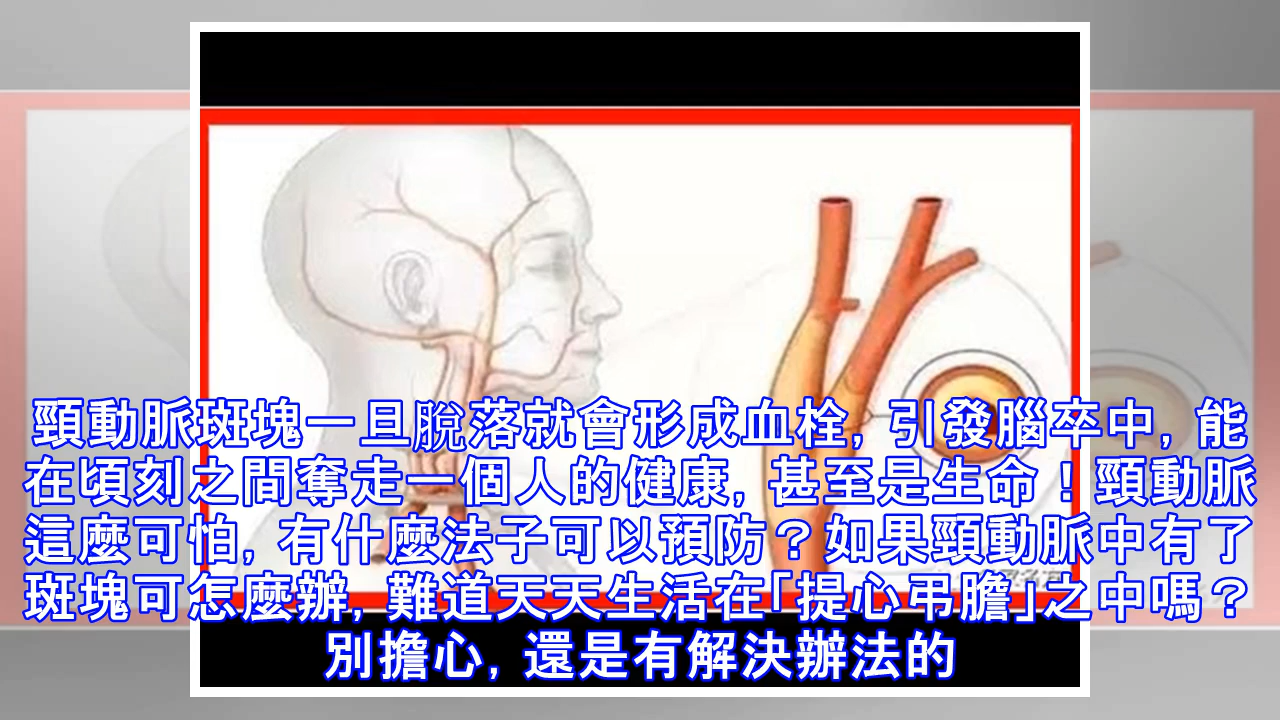 頸動脈斑塊一旦脫落就會形成血栓, 引發腦卒中, 能
在頃刻之間奪走一個人的健康, 甚至是生命！頸動脈
這麼可怕, 有什麼法子可以預防？如果頸動脈中有了
斑塊可怎麼辦, 難道天天生活在「提心弔膽」之中嗎？
別擔心, 還是有解決辦法的